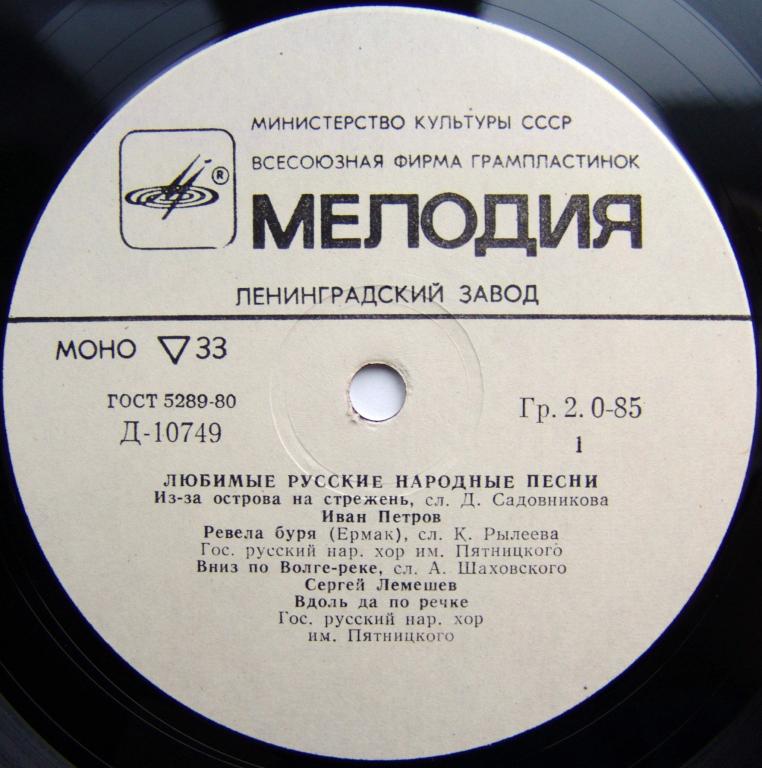 МИНИСТЕРСТВО КУЛЬТУРЫ СССР
ВСЕСОЮЗНАЯ ФИРМА ГРАМПЛАСТИНОК
®
МЕЛОДИЯ
ЛЕНИНГРАДСКИЙ ЗАВОД
МОНО ▽ 33
ГОСТ 5289-80
Гр. 2. 0-85
Д-10749
1
ЛЮБИМЫЕ РУССКИЕ НАРОДНЫЕ ПЕСНИ
Из-за острова на стрежень, сл. Д. Садовникова
Иван Петров
Ревела буря (Ермак), сл. К. Рылеева
Гос. русский нар. хор им. Пятницкого
Вниз по Волге-реке, сл. А. Шаховского
Сергей Лемешев
Вдоль да по речке
Гос. русский нар. хор
им. Пятницкого